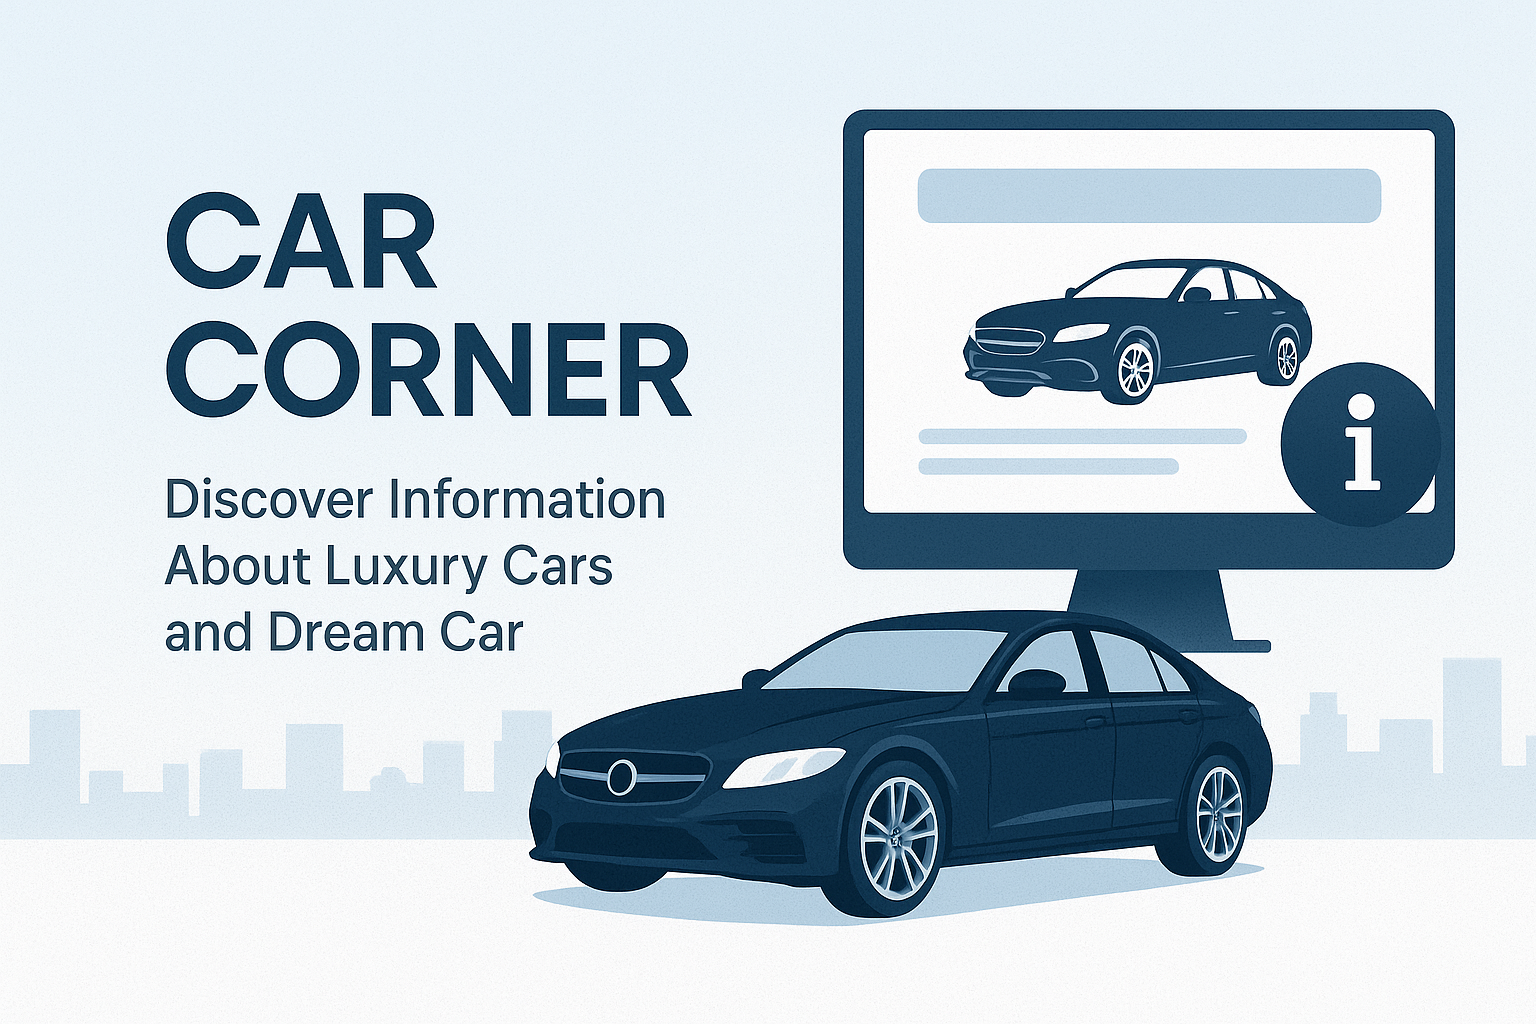 CAR
CORNER
Discover Information
About Luxury Cars
and Dream Car
i